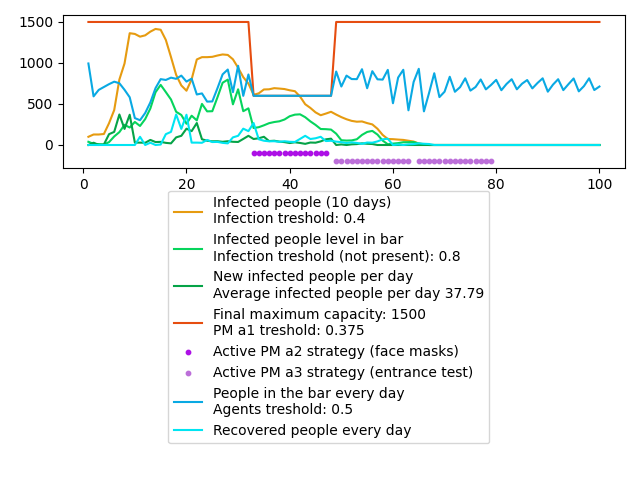 1500
1000
500
0
0 20 40 60 80 100
Infected people (10 days)
Infection treshold: 0.4
Infected people level in bar
Infection treshold (not present): 0.8
New infected people per day
Average infected people per day 37.79
Final maximum capacity: 1500
PM a1 treshold: 0.375
Active PM a2 strategy (face masks)
Active PM a3 strategy (entrance test)
People in the bar every day
Agents treshold: 0.5
Recovered people every day